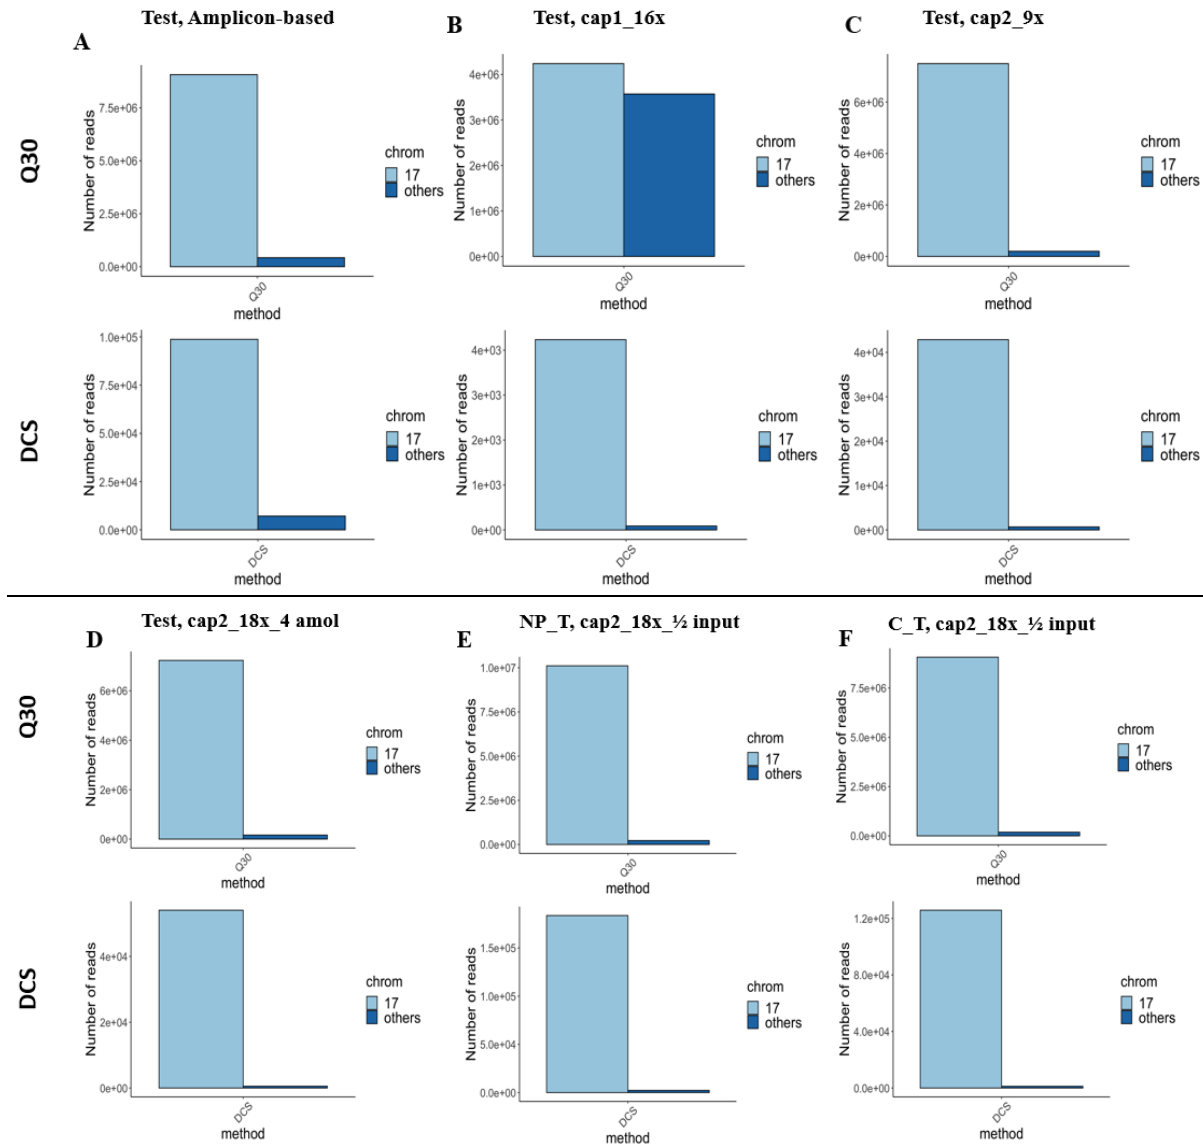 Test, Amplicon-based
A
Q30
Number of reads
7.5e+06
5.0e+06
2.5e+06
0.0e+00
Q30
method
chrom
17
others
Test, cap1_16x
B
Number of reads
4e+06
3e+06
2e+06
1e+06
0e+00
Q30
method
chrom
17
others
Test, cap2_9x
C
Number of reads
6e+06
4e+06
2e+06
0e+00
Q30
method
chrom
17
others
DCS
Number of reads
1.0e+05
7.5e+04
5.0e+04
2.5e+04
0.0e+00
DCS
method
chrom
17
others
Number of reads
4e+03
3e+03
2e+03
1e+03
0e+00
DCS
method
chrom
17
others
Number of reads
4e+04
3e+04
2e+04
1e+04
0e+00
DCS
method
chrom
17
others
Test, cap2_18x_4 amol
D
Q30
Number of reads
6e+06
4e+06
2e+06
0e+00
Q30
method
chrom
17
others
NP_T, cap2_18x_½ input
E
Number of reads
1.0e+07
7.5e+06
5.0e+06
2.5e+06
0.0e+00
Q30
method
chrom
17
others
C_T, cap2_18x_½ input
F
Number of reads
7.5e+06
5.0e+06
2.5e+06
0.0e+00
Q30
method
chrom
17
others
DCS
Number of reads
4e+04
2e+04
0e+00
DCS
method
chrom
17
others
Number of reads
1.5e+05
1.0e+05
5.0e+04
0.0e+00
DCS
method
chrom
17
others
Number of reads
1.2e+05
8.0e+04
4.0e+04
0.0e+00
DCS
method
chrom
17
others